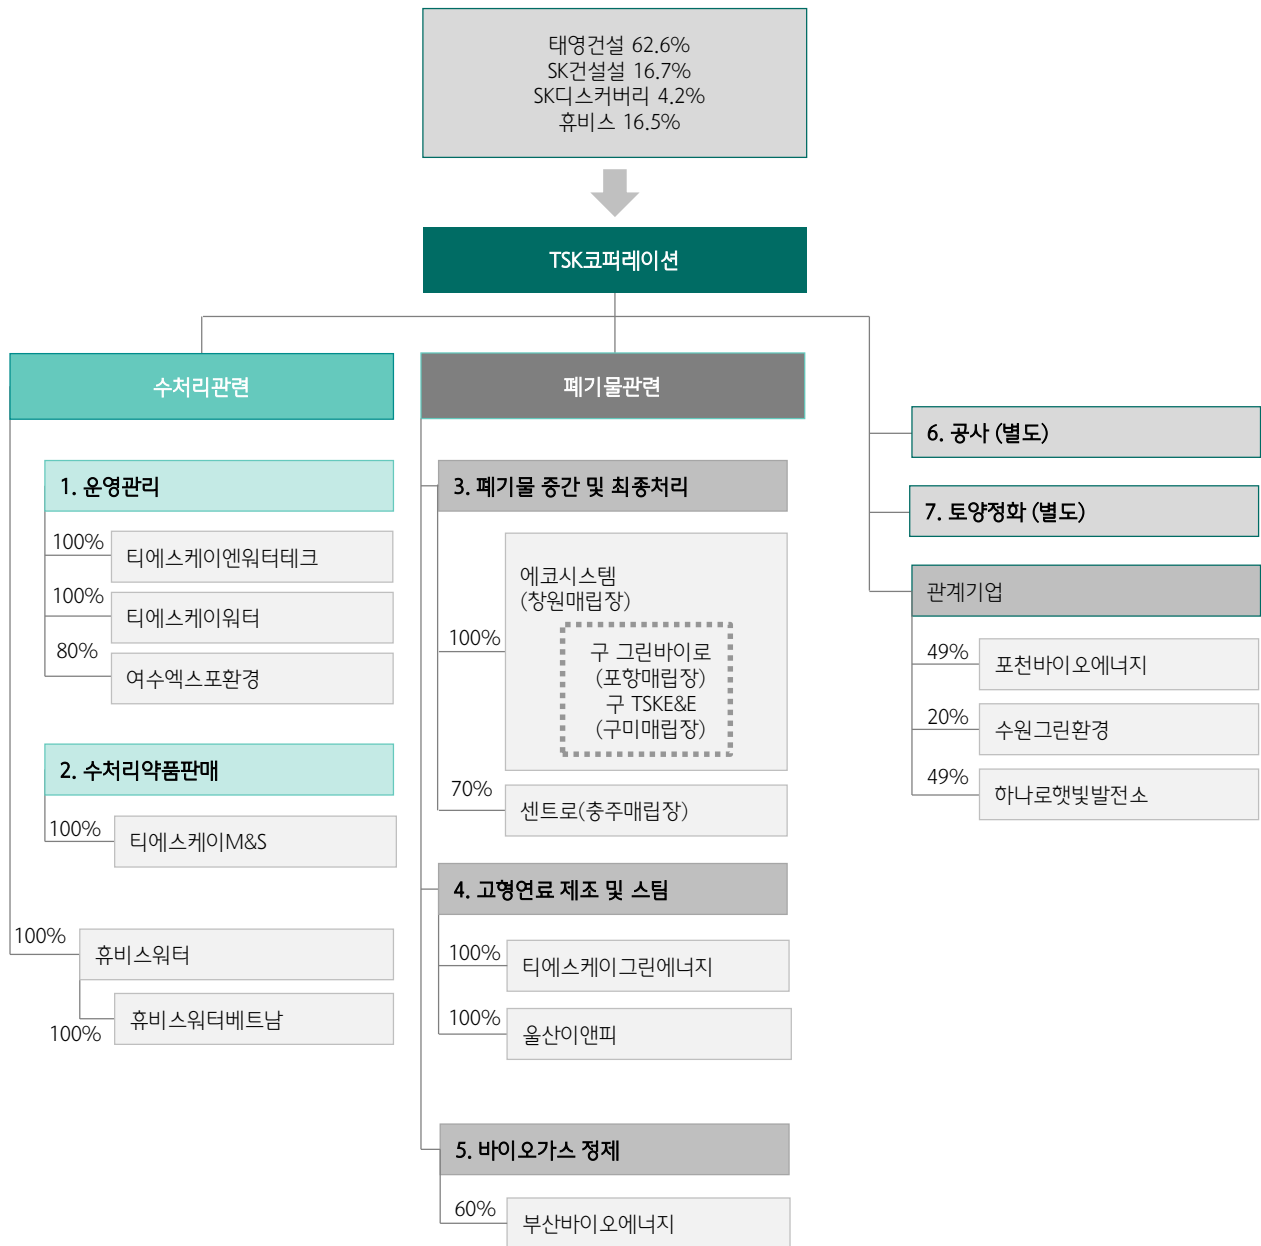 태영건설 62.6%
SK건설설 16.7%
SK디스커버리 4.2%
휴비스 16.5%
TSK코퍼레이션
수처리관련
1. 운영관리
100%
티에스케이엔워터테크
100%
티에스케이워터
80%
여수엑스포환경
2. 수처리약품판매
100%
티에스케이M&S
100%
휴비스워터
100%
휴비스워터베트남
폐기물관련
3. 폐기물 중간 및 최종처리
100%
에코시스템
(창원매립장)
구 그린바이로
(포항매립장)
구 TSKE&E
(구미매립장)
70%
센트로(충주매립장)
4. 고형연료 제조 및 스팀
100%
티에스케이그린에너지
100%
울산이앤피
5. 바이오가스 정제
60%
부산바이오에너지
6. 공사 (별도)
7. 토양정화 (별도)
관계기업
49%
포천바이오에너지
20%
수원그린환경
49%
하나로햇빛발전소